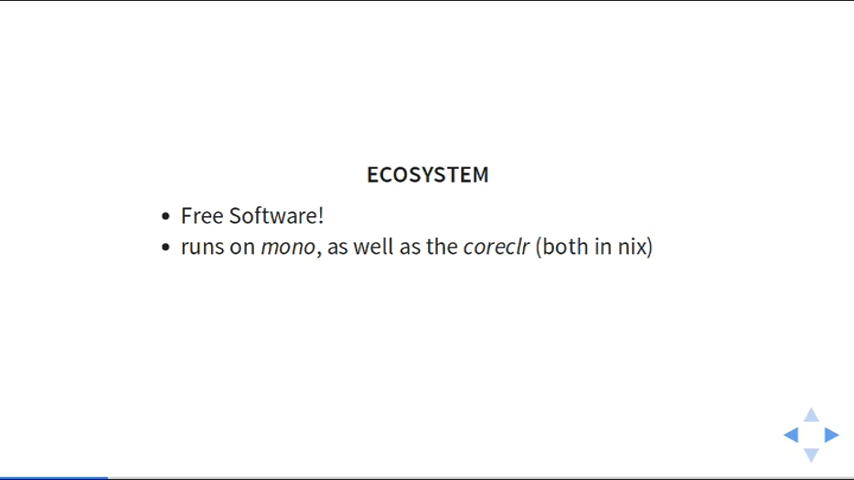 ECOSYSTEM
• Free Software!
• runs on mono, as well as the coreclr (both in nix)